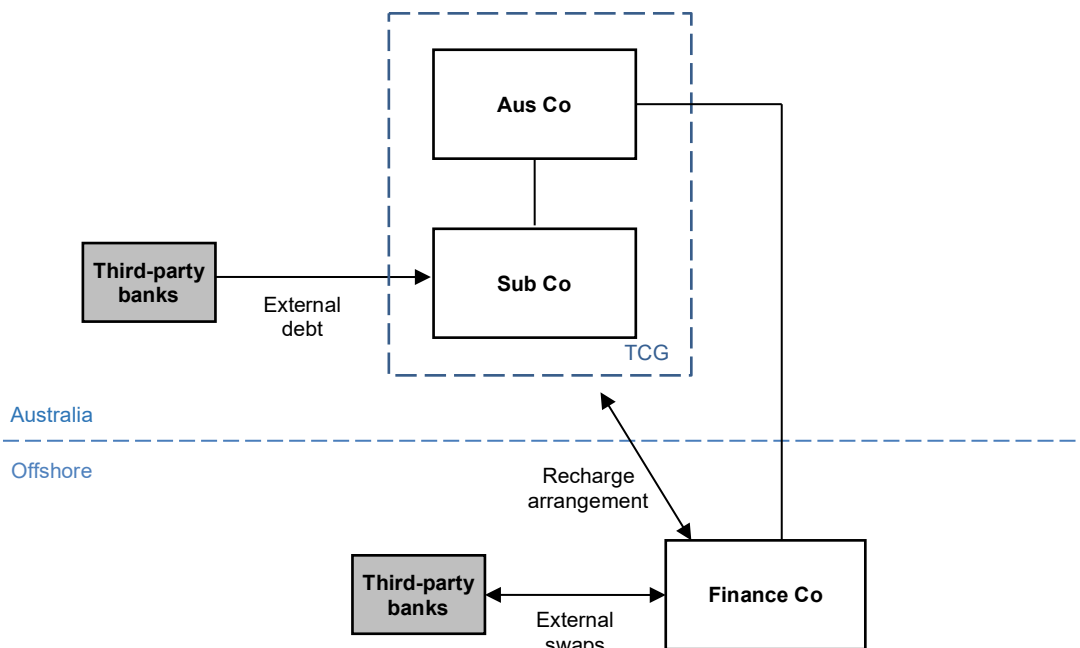 Aus Co
Third-party
banks
External
debt
Sub Co
TCG
Australia
Offshore
Recharge
arrangement
Third-party
banks
External
swaps
Finance Co